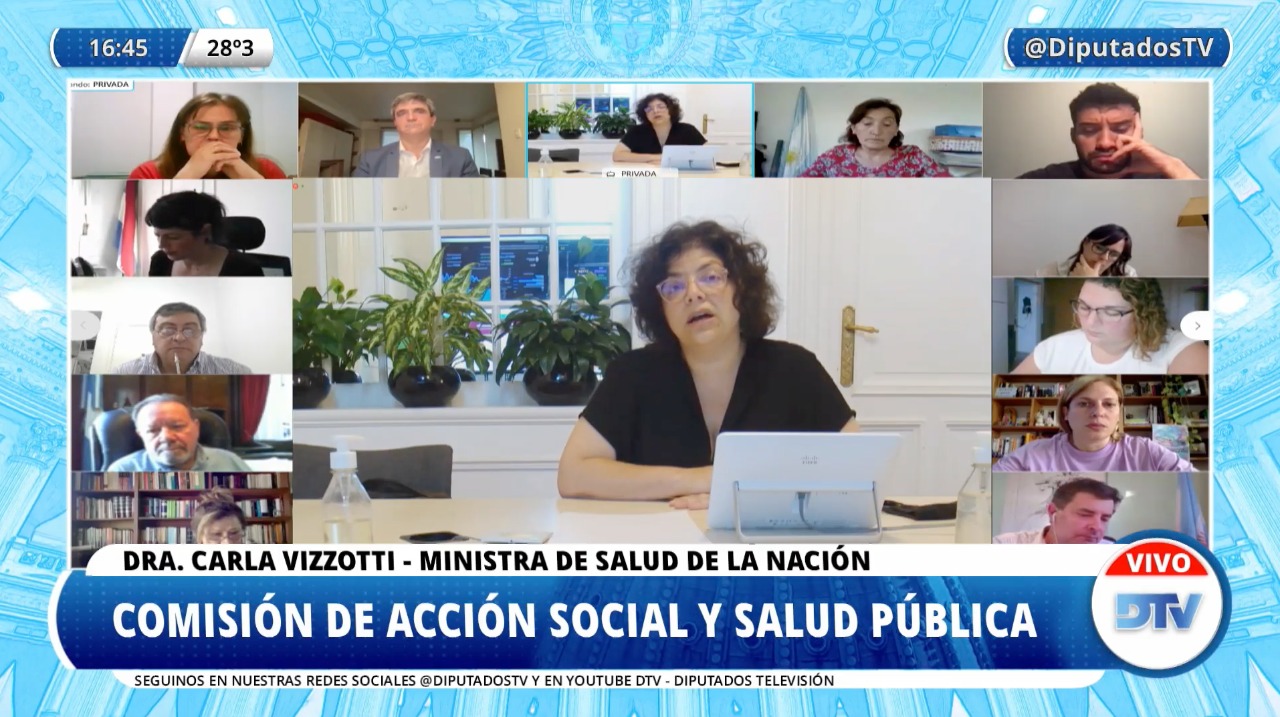 16:45
28º3
@DiputadosTV
PRIVADA
PRIVADA
DRA. CARLA VIZZOTTI - MINISTRA DE SALUD DE LA NACIÓN
VIVO
DTV
COMISIÓN DE ACCIÓN SOCIAL Y SALUD PÚBLICA
SEGUINOS EN NUESTRAS REDES SOCIALES @DIPUTADOSTV Y EN YOUTUBE DTV - DIPUTADOS TELEVISIÓN